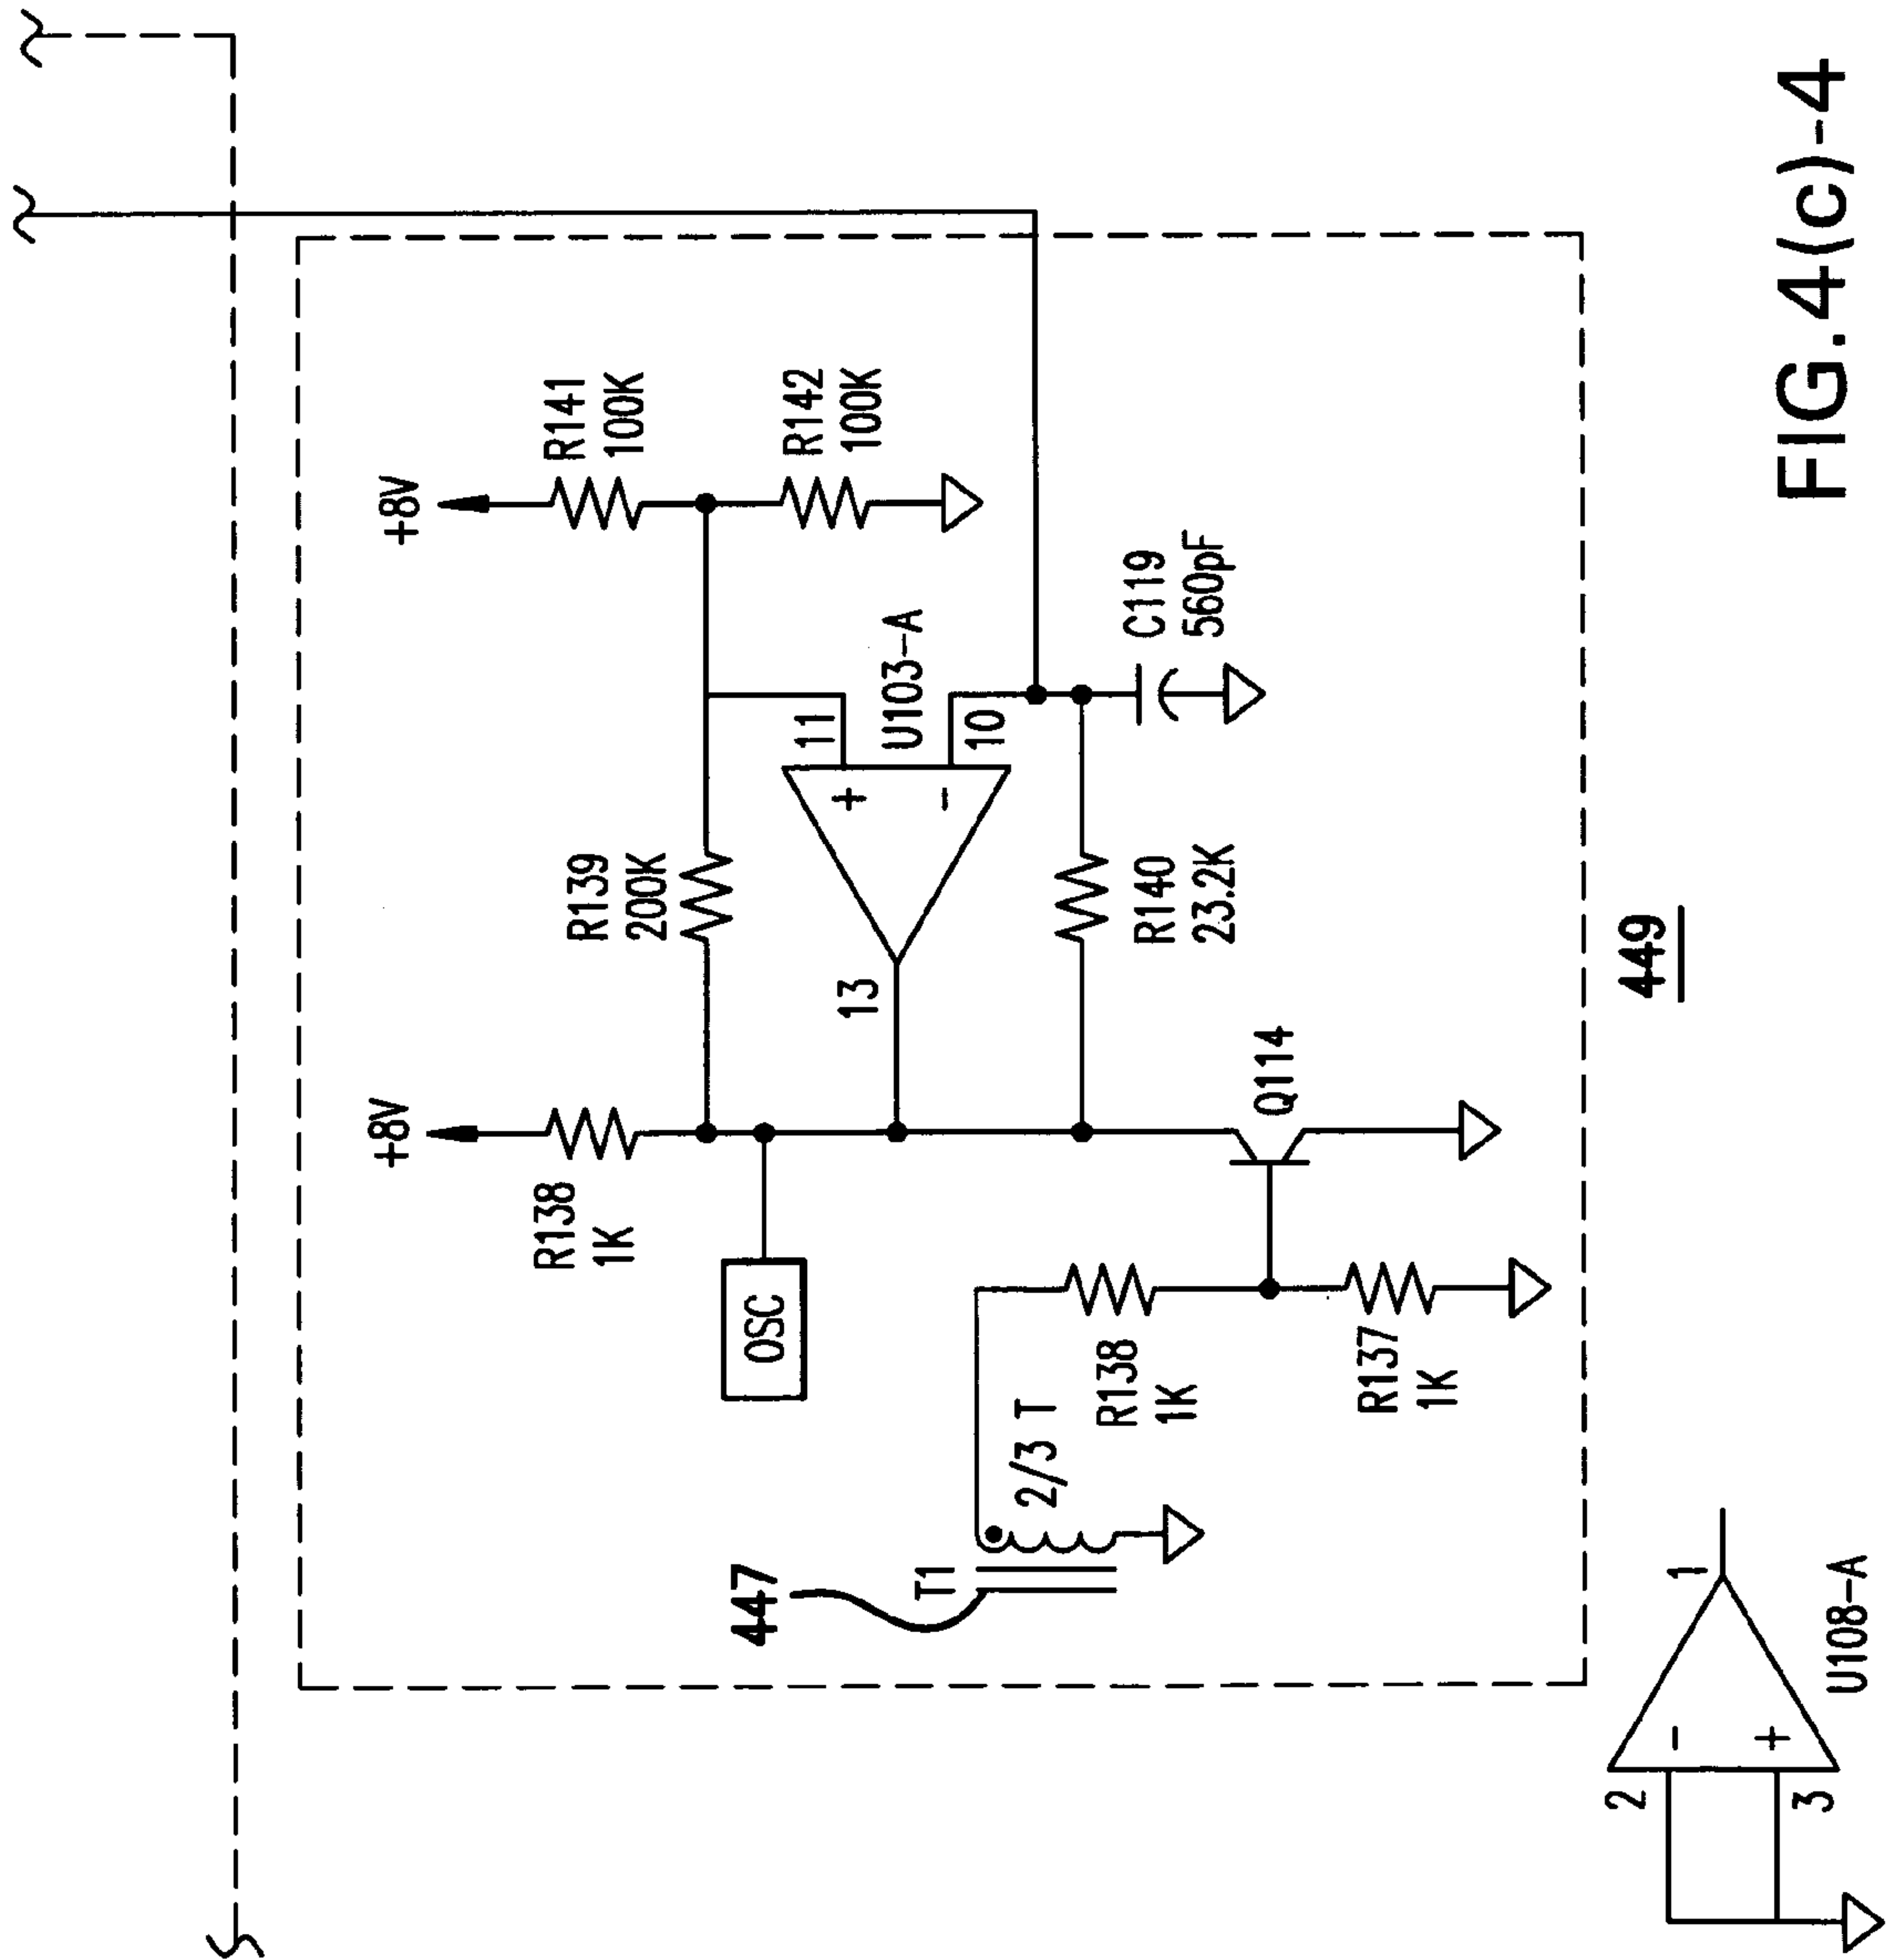 +8V
R141
100K
R142
100K
+8V
R138
1K
R139
200K
11
U103-A
+
-
10
13
OSC
R140
23.2K
C119
560pF
447
T1
2/3 T
R138
1K
R137
1K
Q114
449
2
-
+
3
1
U108-A
FIG.4(c)-4